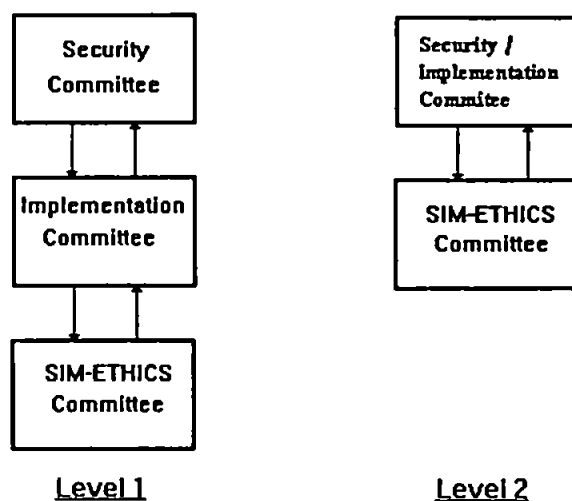 Security
Committee
Implementation
Committee
SIM-ETHICS
Committee
Level 1
Security /
Implementation
Commitee
SIM-ETHICS
Committee
Level 2